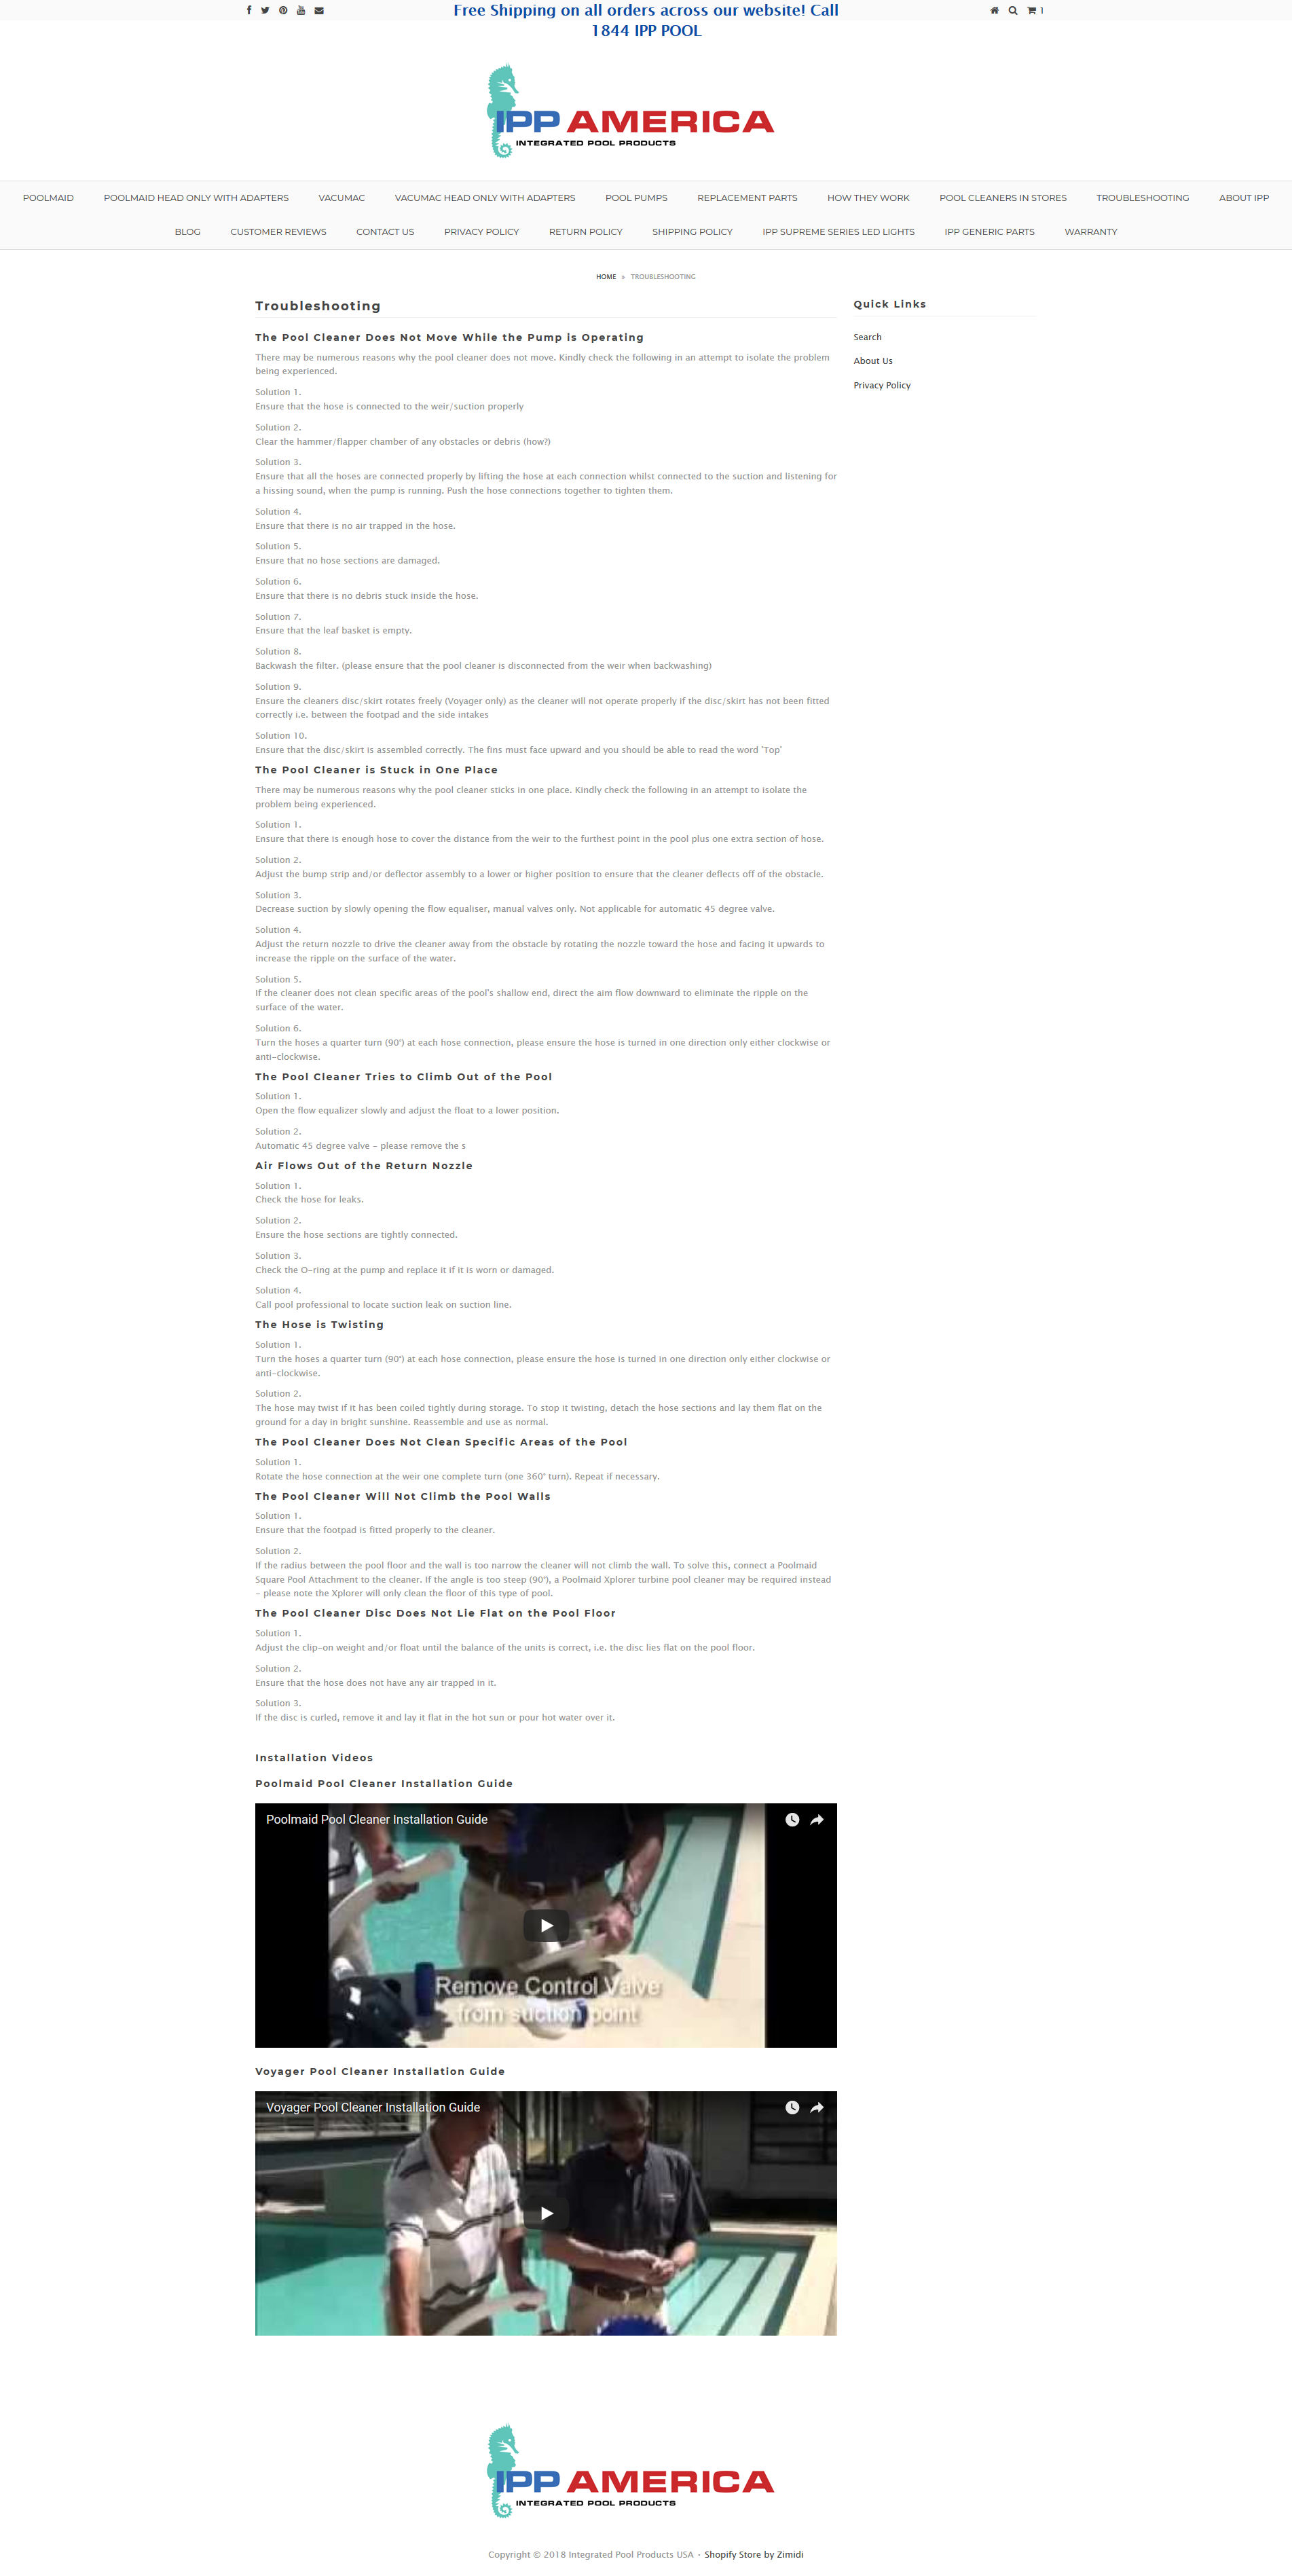 Free Shipping on all orders across our website! Call
1844 IPP POOL
1
IPP AMERICA
INTEGRATED POOL PRODUCTS
POOLMAID POOLMAID HEAD ONLY WITH ADAPTERS VACUMAC VACUMAC HEAD ONLY WITH ADAPTERS POOL PUMPS REPLACEMENT PARTS HOW THEY WORK POOL CLEANERS IN STORES TROUBLESHOOTING ABOUT IPP
BLOG CUSTOMER REVIEWS CONTACT US PRIVACY POLICY RETURN POLICY SHIPPING POLICY IPP SUPREME SERIES LED LIGHTS IPP GENERIC PARTS WARRANTY
HOME » TROUBLESHOOTING
Troubleshooting
The Pool Cleaner Does Not Move While the Pump is Operating
There may be numerous reasons why the pool cleaner does not move. Kindly check the following in an attempt to isolate the problem
being experienced.
Solution 1.
Ensure that the hose is connected to the weir/suction properly
Solution 2.
Clear the hammer/flapper chamber of any obstacles or debris (how?)
Solution 3.
Ensure that all the hoses are connected properly by lifting the hose at each connection whilst connected to the suction and listening for
a hissing sound, when the pump is running. Push the hose connections together to tighten them.
Solution 4.
Ensure that there is no air trapped in the hose.
Solution 5.
Ensure that no hose sections are damaged.
Solution 6.
Ensure that there is no debris stuck inside the hose.
Solution 7.
Ensure that the leaf basket is empty.
Solution 8.
Backwash the filter. (please ensure that the pool cleaner is disconnected from the weir when backwashing)
Solution 9.
Ensure the cleaners disc/skirt rotates freely (Voyager only) as the cleaner will not operate properly if the disc/skirt has not been fitted
correctly i.e. between the footpad and the side intakes
Solution 10.
Ensure that the disc/skirt is assembled correctly. The fins must face upward and you should be able to read the word 'Top'
The Pool Cleaner is Stuck in One Place
There may be numerous reasons why the pool cleaner sticks in one place. Kindly check the following in an attempt to isolate the
problem being experienced.
Solution 1.
Ensure that there is enough hose to cover the distance from the weir to the furthest point in the pool plus one extra section of hose.
Solution 2.
Adjust the bump strip and/or deflector assembly to a lower or higher position to ensure that the cleaner deflects off of the obstacle.
Solution 3.
Decrease suction by slowly opening the flow equaliser, manual valves only. Not applicable for automatic 45 degree valve.
Solution 4.
Adjust the return nozzle to drive the cleaner away from the obstacle by rotating the nozzle toward the hose and facing it upwards to
increase the ripple on the surface of the water.
Solution 5.
If the cleaner does not clean specific areas of the pool's shallow end, direct the aim flow downward to eliminate the ripple on the
surface of the water.
Solution 6.
Turn the hoses a quarter turn (90°) at each hose connection, please ensure the hose is turned in one direction only either clockwise or
anti-clockwise.
The Pool Cleaner Tries to Climb Out of the Pool
Solution 1.
Open the flow equalizer slowly and adjust the float to a lower position.
Solution 2.
Automatic 45 degree valve - please remove the s
Air Flows Out of the Return Nozzle
Solution 1.
Check the hose for leaks.
Solution 2.
Ensure the hose sections are tightly connected.
Solution 3.
Check the O-ring at the pump and replace it if it is worn or damaged.
Solution 4.
Call pool professional to locate suction leak on suction line.
The Hose is Twisting
Solution 1.
Turn the hoses a quarter turn (90°) at each hose connection, please ensure the hose is turned in one direction only either clockwise or
anti-clockwise.
Solution 2.
The hose may twist if it has been coiled tightly during storage. To stop it twisting, detach the hose sections and lay them flat on the
ground for a day in bright sunshine. Reassemble and use as normal.
The Pool Cleaner Does Not Clean Specific Areas of the Pool
Solution 1.
Rotate the hose connection at the weir one complete turn (one 360° turn). Repeat if necessary.
The Pool Cleaner Will Not Climb the Pool Walls
Solution 1.
Ensure that the footpad is fitted properly to the cleaner.
Solution 2.
If the radius between the pool floor and the wall is too narrow the cleaner will not climb the wall. To solve this, connect a Poolmaid
Square Pool Attachment to the cleaner. If the angle is too steep (90°), a Poolmaid Xplorer turbine pool cleaner may be required instead
- please note the Xplorer will only clean the floor of this type of pool.
The Pool Cleaner Disc Does Not Lie Flat on the Pool Floor
Solution 1.
Adjust the clip-on weight and/or float until the balance of the units is correct, i.e. the disc lies flat on the pool floor.
Solution 2.
Ensure that the hose does not have any air trapped in it.
Solution 3.
If the disc is curled, remove it and lay it flat in the hot sun or pour hot water over it.
Installation Videos
Poolmaid Pool Cleaner Installation Guide
Poolmaid Pool Cleaner Installation Guide
Remove Control Valve
from suction point
Voyager Pool Cleaner Installation Guide
Voyager Pool Cleaner Installation Guide
Quick Links
Search
About Us
Privacy Policy
IPP AMERICA
INTEGRATED POOL PRODUCTS
Copyright © 2018 Integrated Pool Products USA • Shopify Store by Zimidi